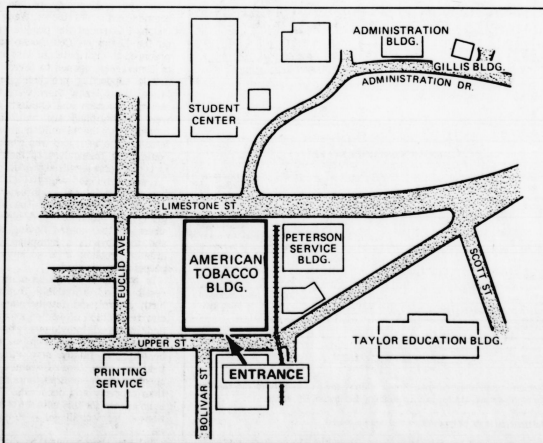 ADMINISTRATION
BLDG.
GILLIS BLDG.
ADMINISTRATION DR.
STUDENT
CENTER
LIMESTONE ST.
EUCLID AVE.
AMERICAN
TOBACCO
BLDG.
PETERSON
SERVICE
BLDG.
SCOTT ST.
UPPER ST.
TAYLOR EDUCATION BLDG.
PRINTING
SERVICE
BOLIVAR ST.
ENTRANCE